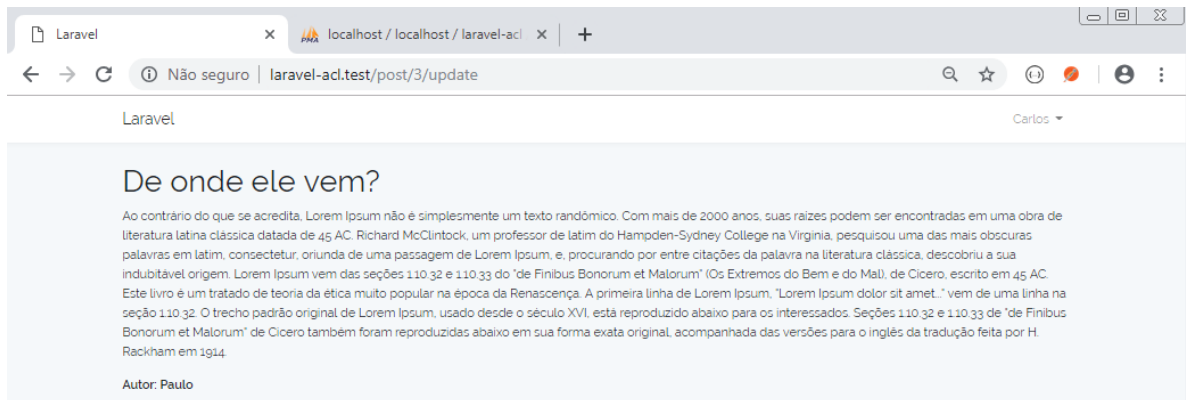 Laravel
localhost / localhost / laravel-acl
PMA
Não seguro | laravel-acl.test/post/3/update
Laravel
Carlos
De onde ele vem?
Ao contrário do que se acredita, Lorem Ipsum não é simplesmente um texto randômico. Com mais de 2000 anos, suas raízes podem ser encontradas em uma obra de
literatura latina clássica datada de 45 AC. Richard McClintock, um professor de latim do Hampden-Sydney College na Virginia, pesquisou uma das mais obscuras
palavras em latim, consectetur, oriunda de uma passagem de Lorem Ipsum, e, procurando por entre citações da palavra na literatura clássica, descobriu a sua
indubitável origem. Lorem Ipsum vem das seções 1.10.32 e 1.10.33 do "de Finibus Bonorum et Malorum" (Os Extremos do Bem e do Mal), de Cícero, escrito em 45 AC.
Este livro é um tratado de teoria da ética muito popular na época da Renascença. A primeira linha de Lorem Ipsum, "Lorem Ipsum dolor sit amet..." vem de uma linha na
seção 1.10.32. O trecho padrão original de Lorem Ipsum, usado desde o século XVI, está reproduzido abaixo para os interessados. Seções 1.10.32 e 1.10.33 de "de Finibus
Bonorum et Malorum" de Cicero também foram reproduzidas abaixo em sua forma exata original, acompanhada das versões para o inglês da tradução feita por H.
Rackham em 1914.
Autor: Paulo